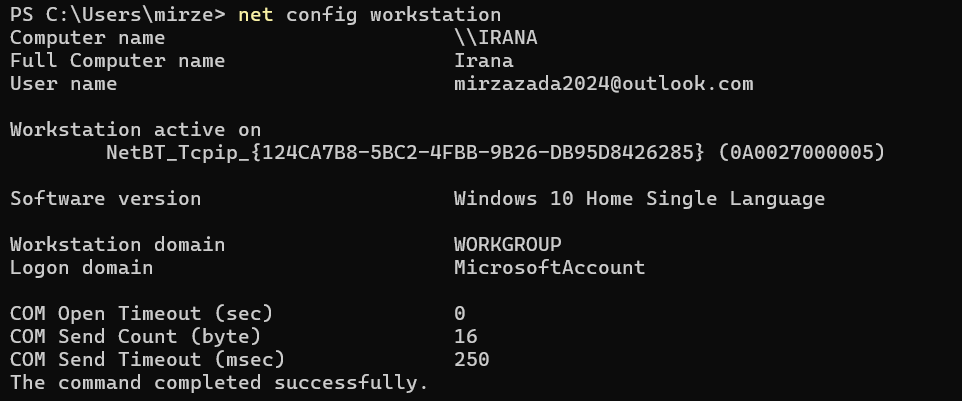 PS C:\Users\mirze> net config workstation
Computer name                        \\IRANA
Full Computer name                   Irana
User name                            mirzazada2024@outlook.com

Workstation active on
        NetBT_Tcpip_{124CA7B8-5BC2-4FBB-9B26-DB95D8426285} (0A0027000005)

Software version                     Windows 10 Home Single Language

Workstation domain                   WORKGROUP
Logon domain                         MicrosoftAccount

COM Open Timeout (sec)               0
COM Send Count (byte)                16
COM Send Timeout (msec)              250
The command completed successfully.